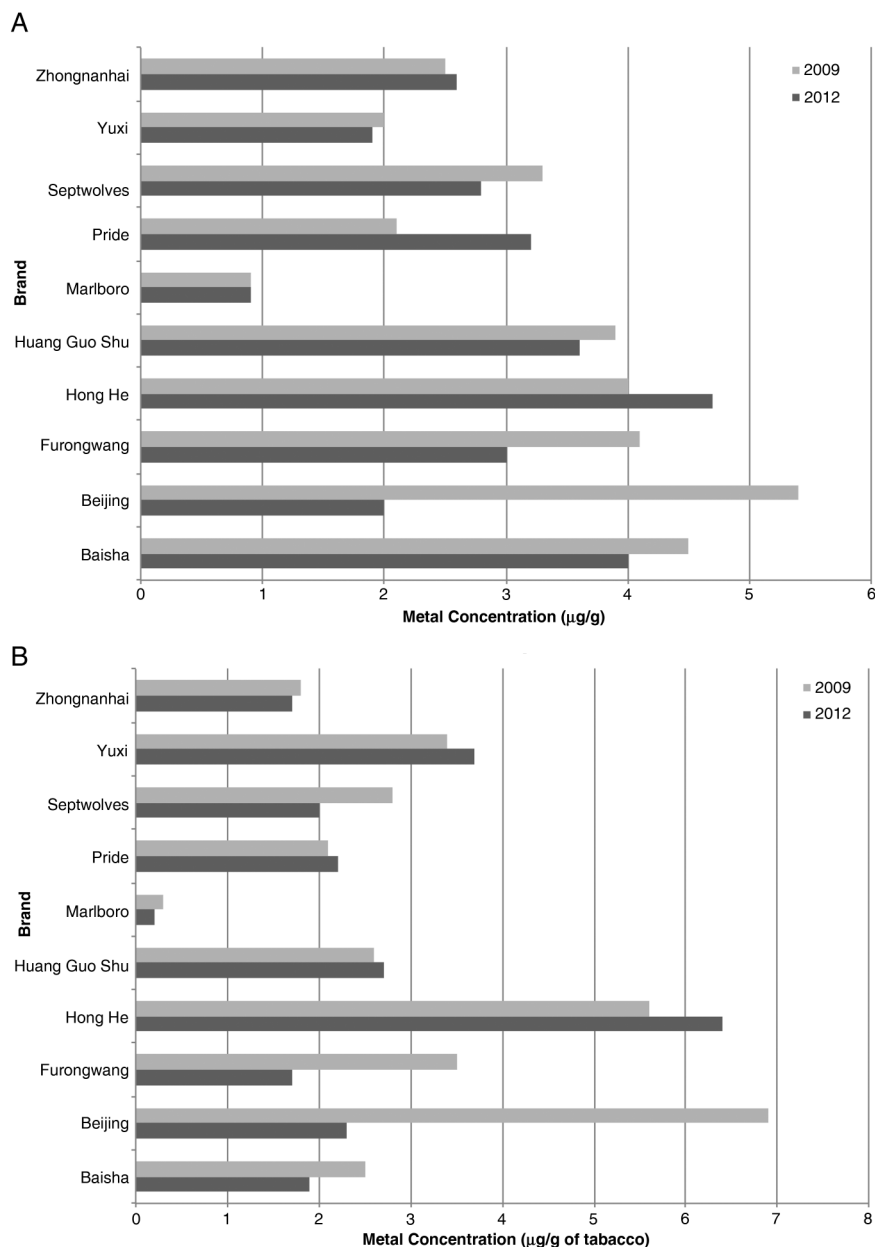 A
2009
2012
Zhongnanhai
Yuxi
Septwolves
Pride
Marlboro
Huang Guo Shu
Hong He
Furongwang
Beijing
Baisha
Brand
0 1 2 3 4 5 6
Metal Concentration (μg/g)
B
2009
2012
Zhongnanhai
Yuxi
Septwolves
Pride
Marlboro
Huang Guo Shu
Hong He
Furongwang
Beijing
Baisha
Brand
0 1 2 3 4 5 6 7 8
Metal Concentration (μg/g of tabacco)